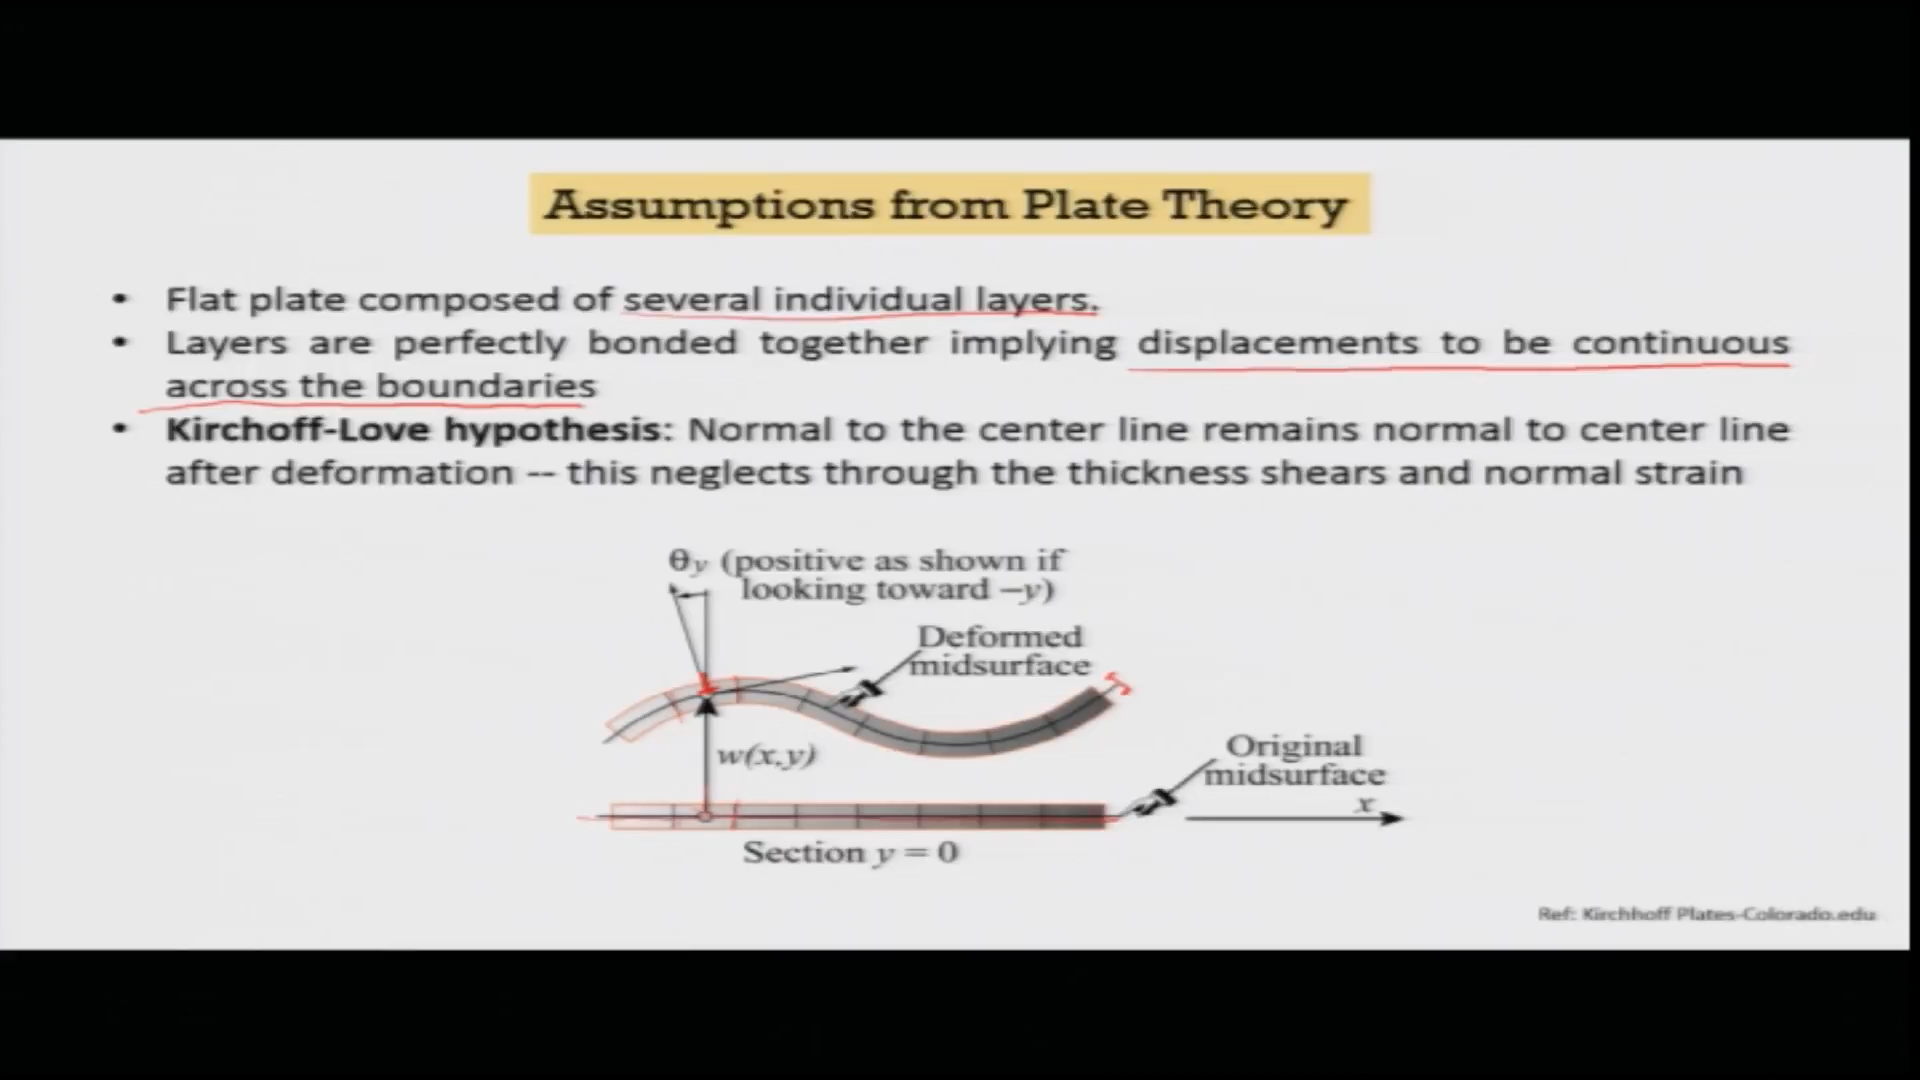 Assumptions from Plate Theory
• Flat plate composed of several individual layers.
• Layers are perfectly bonded together implying displacements to be continuous
across the boundaries
• Kirchoff-Love hypothesis: Normal to the center line remains normal to center line
after deformation -- this neglects through the thickness shears and normal strain
θy (positive as shown if
looking toward –y)
Deformed
midsurface
w(x,y)
Original
midsurface
x
Section y = 0
Ref: Kirchhoff Plates-Colorado.edu